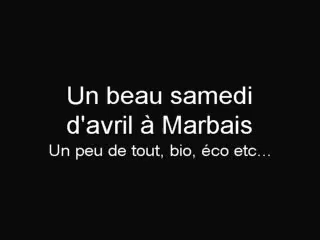 Un beau samedi
d'avril à Marbais
Un peu de tout, bio, éco etc...